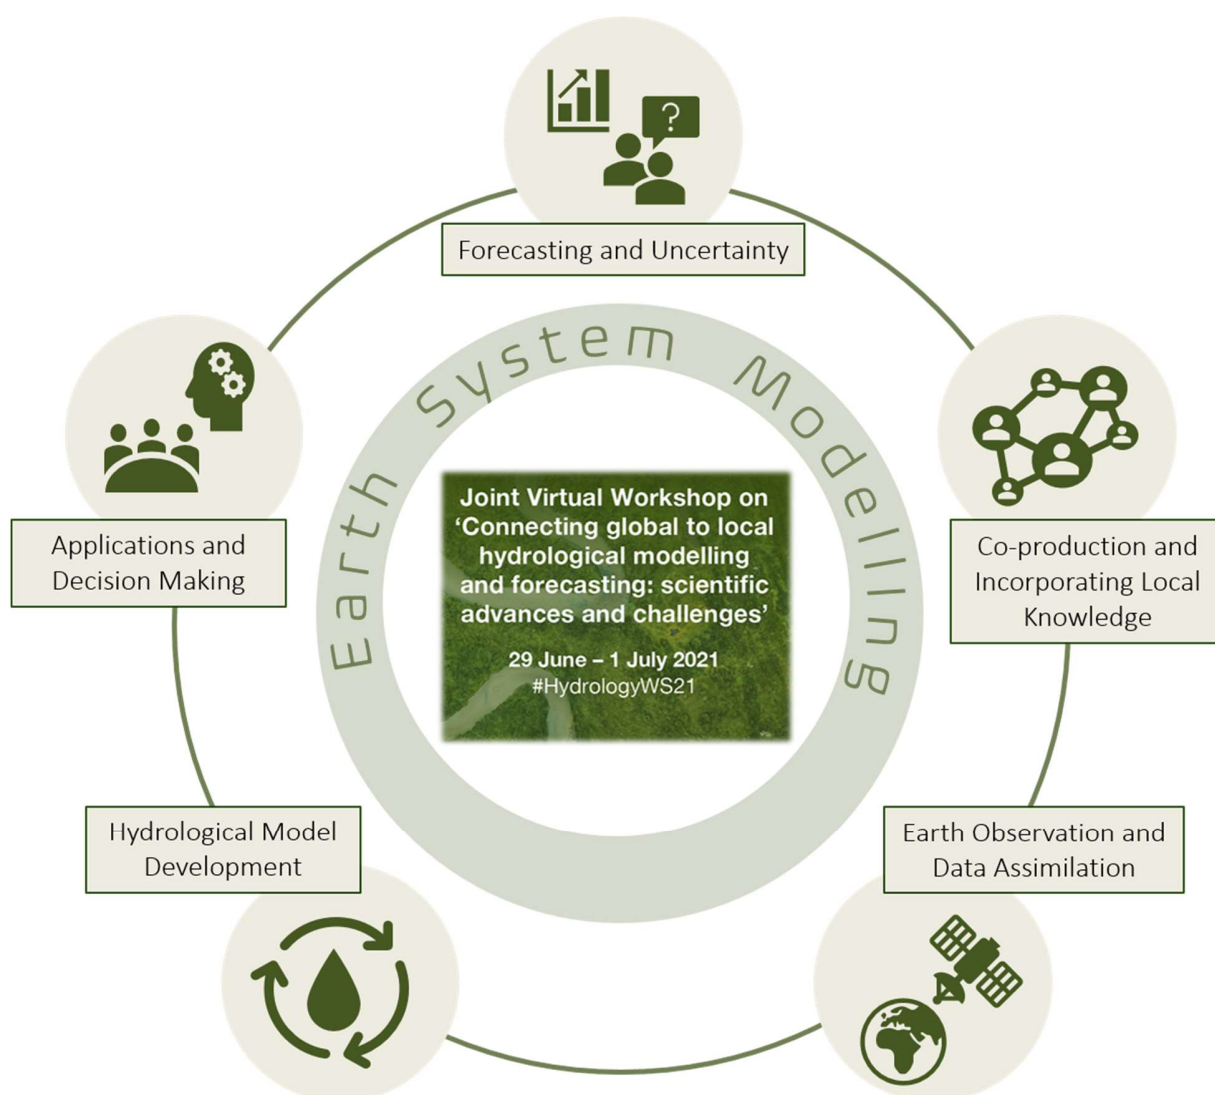 ?
Forecasting and Uncertainty
Earth System Modelling
Applications and
Decision Making
Co-production and
Incorporating Local
Knowledge
Joint Virtual Workshop on
‘Connecting global to local
hydrological modelling
and forecasting: scientific
advances and challenges’
29 June – 1 July 2021
#HydrologyWS21
Hydrological Model
Development
Earth Observation and
Data Assimilation